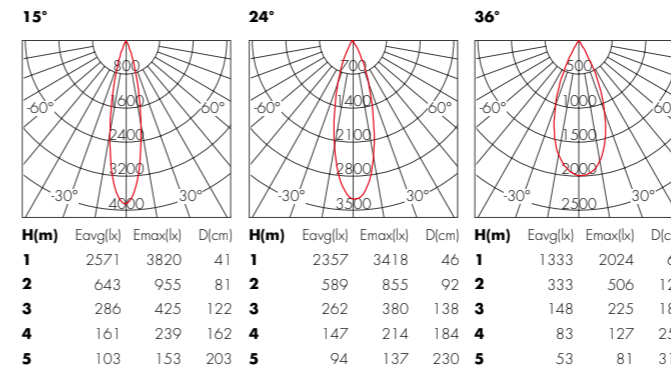 15° 24° 36°
800 700 500
1600 1400 1000
-60° 60° -60° 60° -60°
2400 2100 1500
3200 2800 2000
-30° 30° -30° 30° -30° 30°
4000 3500 2500
H(m) Eavg(lx) Emax(lx) D(cm) H(m) Eavg(lx) Emax(lx) D(cm) H(m) Eavg(lx) Emax(lx)
1 2571 3820 41 1 2357 3418 46 1 1333 2024
2 643 955 81 2 589 855 92 2 333 506
3 286 425 122 3 262 380 138 3 148 225
4 161 239 162 4 147 214 184 4 83 127
5 103 153 203 5 94 137 230 5 53 81